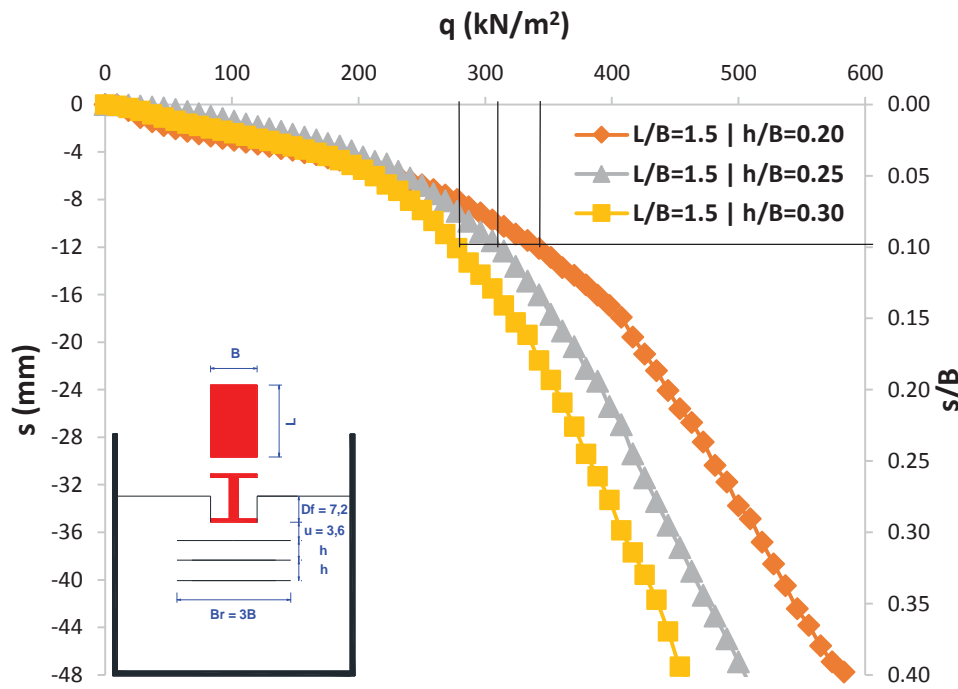 q (kN/m²)
0 100 200 300 400 500 600
0
-4
-8
-12
-16
-20
-24
-28
-32
-36
-40
-44
-48
s (mm)
0.00
0.05
0.10
0.15
0.20
0.25
0.30
0.35
0.40
s/B
L/B=1.5 | h/B=0.20
L/B=1.5 | h/B=0.25
L/B=1.5 | h/B=0.30
B
L
Df = 7,2
u = 3,6
h
h
Br = 3B